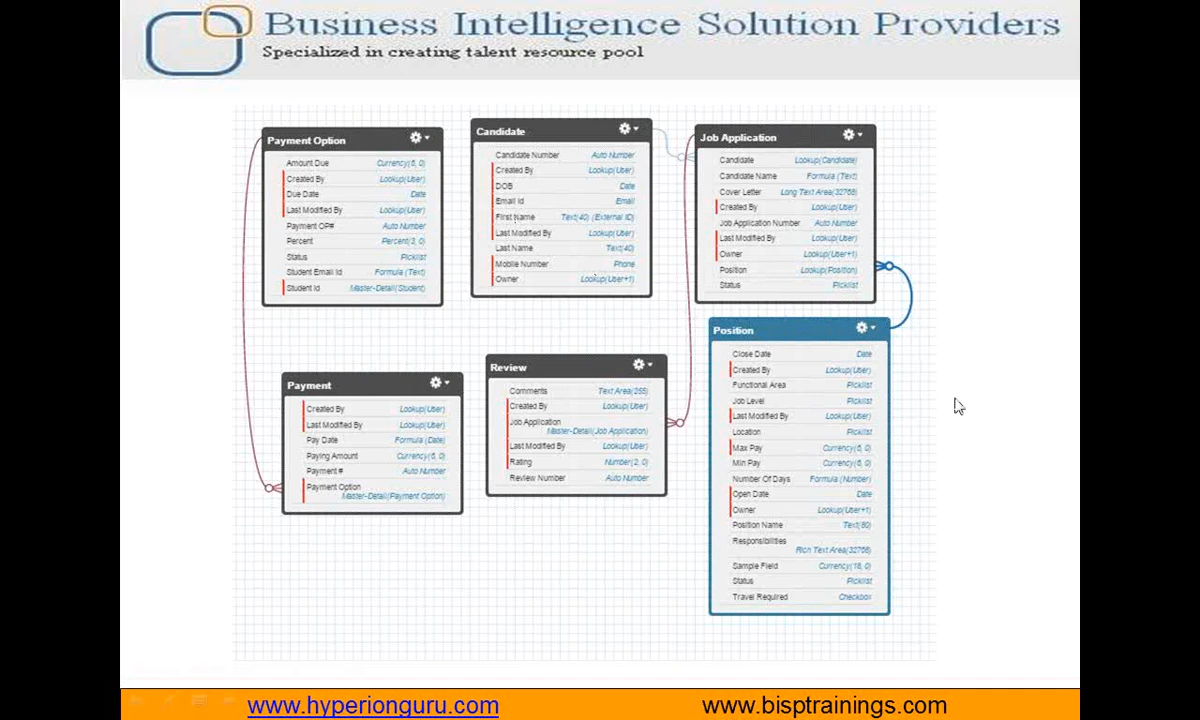 Business Intelligence Solution Providers
Specialized in creating talent resource pool
Payment Option
Amount Due Currency(6, 0)
Created By Lookup(User)
Due Date Date
Last Modified By Lookup(User)
Payment OP# Auto Number
Percent Percent(3, 0)
Status Picklist
Student Email Id Formula (Text)
Student Id Master-Detail(Student)
Candidate
Candidate Number Auto Number
Created By Lookup(User)
DOB Date
Email Id Email
First Name Text(40) (External ID)
Last Modified By Lookup(User)
Last Name Text(40)
Mobile Number Phone
Owner Lookup(User+1)
Job Application
Candidate Lookup(Candidate)
Candidate Name Formula (Text)
Cover Letter Long Text Area(32768)
Created By Lookup(User)
Job Application Number Auto Number
Last Modified By Lookup(User)
Owner Lookup(User+1)
Position Lookup(Position)
Status Picklist
Payment
Created By Lookup(User)
Last Modified By Lookup(User)
Pay Date Formula (Date)
Paying Amount Currency(6, 0)
Payment # Auto Number
Payment Option
Master-Detail(Payment Option)
Review
Comments Text Area(255)
Created By Lookup(User)
Job Application
Master-Detail(Job Application)
Last Modified By Lookup(User)
Rating Number(2, 0)
Review Number Auto Number
Position
Close Date Date
Created By Lookup(User)
Functional Area Picklist
Job Level Picklist
Last Modified By Lookup(User)
Location Picklist
Max Pay Currency(6, 0)
Min Pay Currency(6, 0)
Number Of Days Formula (Number)
Open Date Date
Owner Lookup(User+1)
Position Name Text(80)
Responsibilities
Rich Text Area(32768)
Sample Field Currency(18, 0)
Status Picklist
Travel Required Checkbox
www.hyperionguru.com www.bisptrainings.com